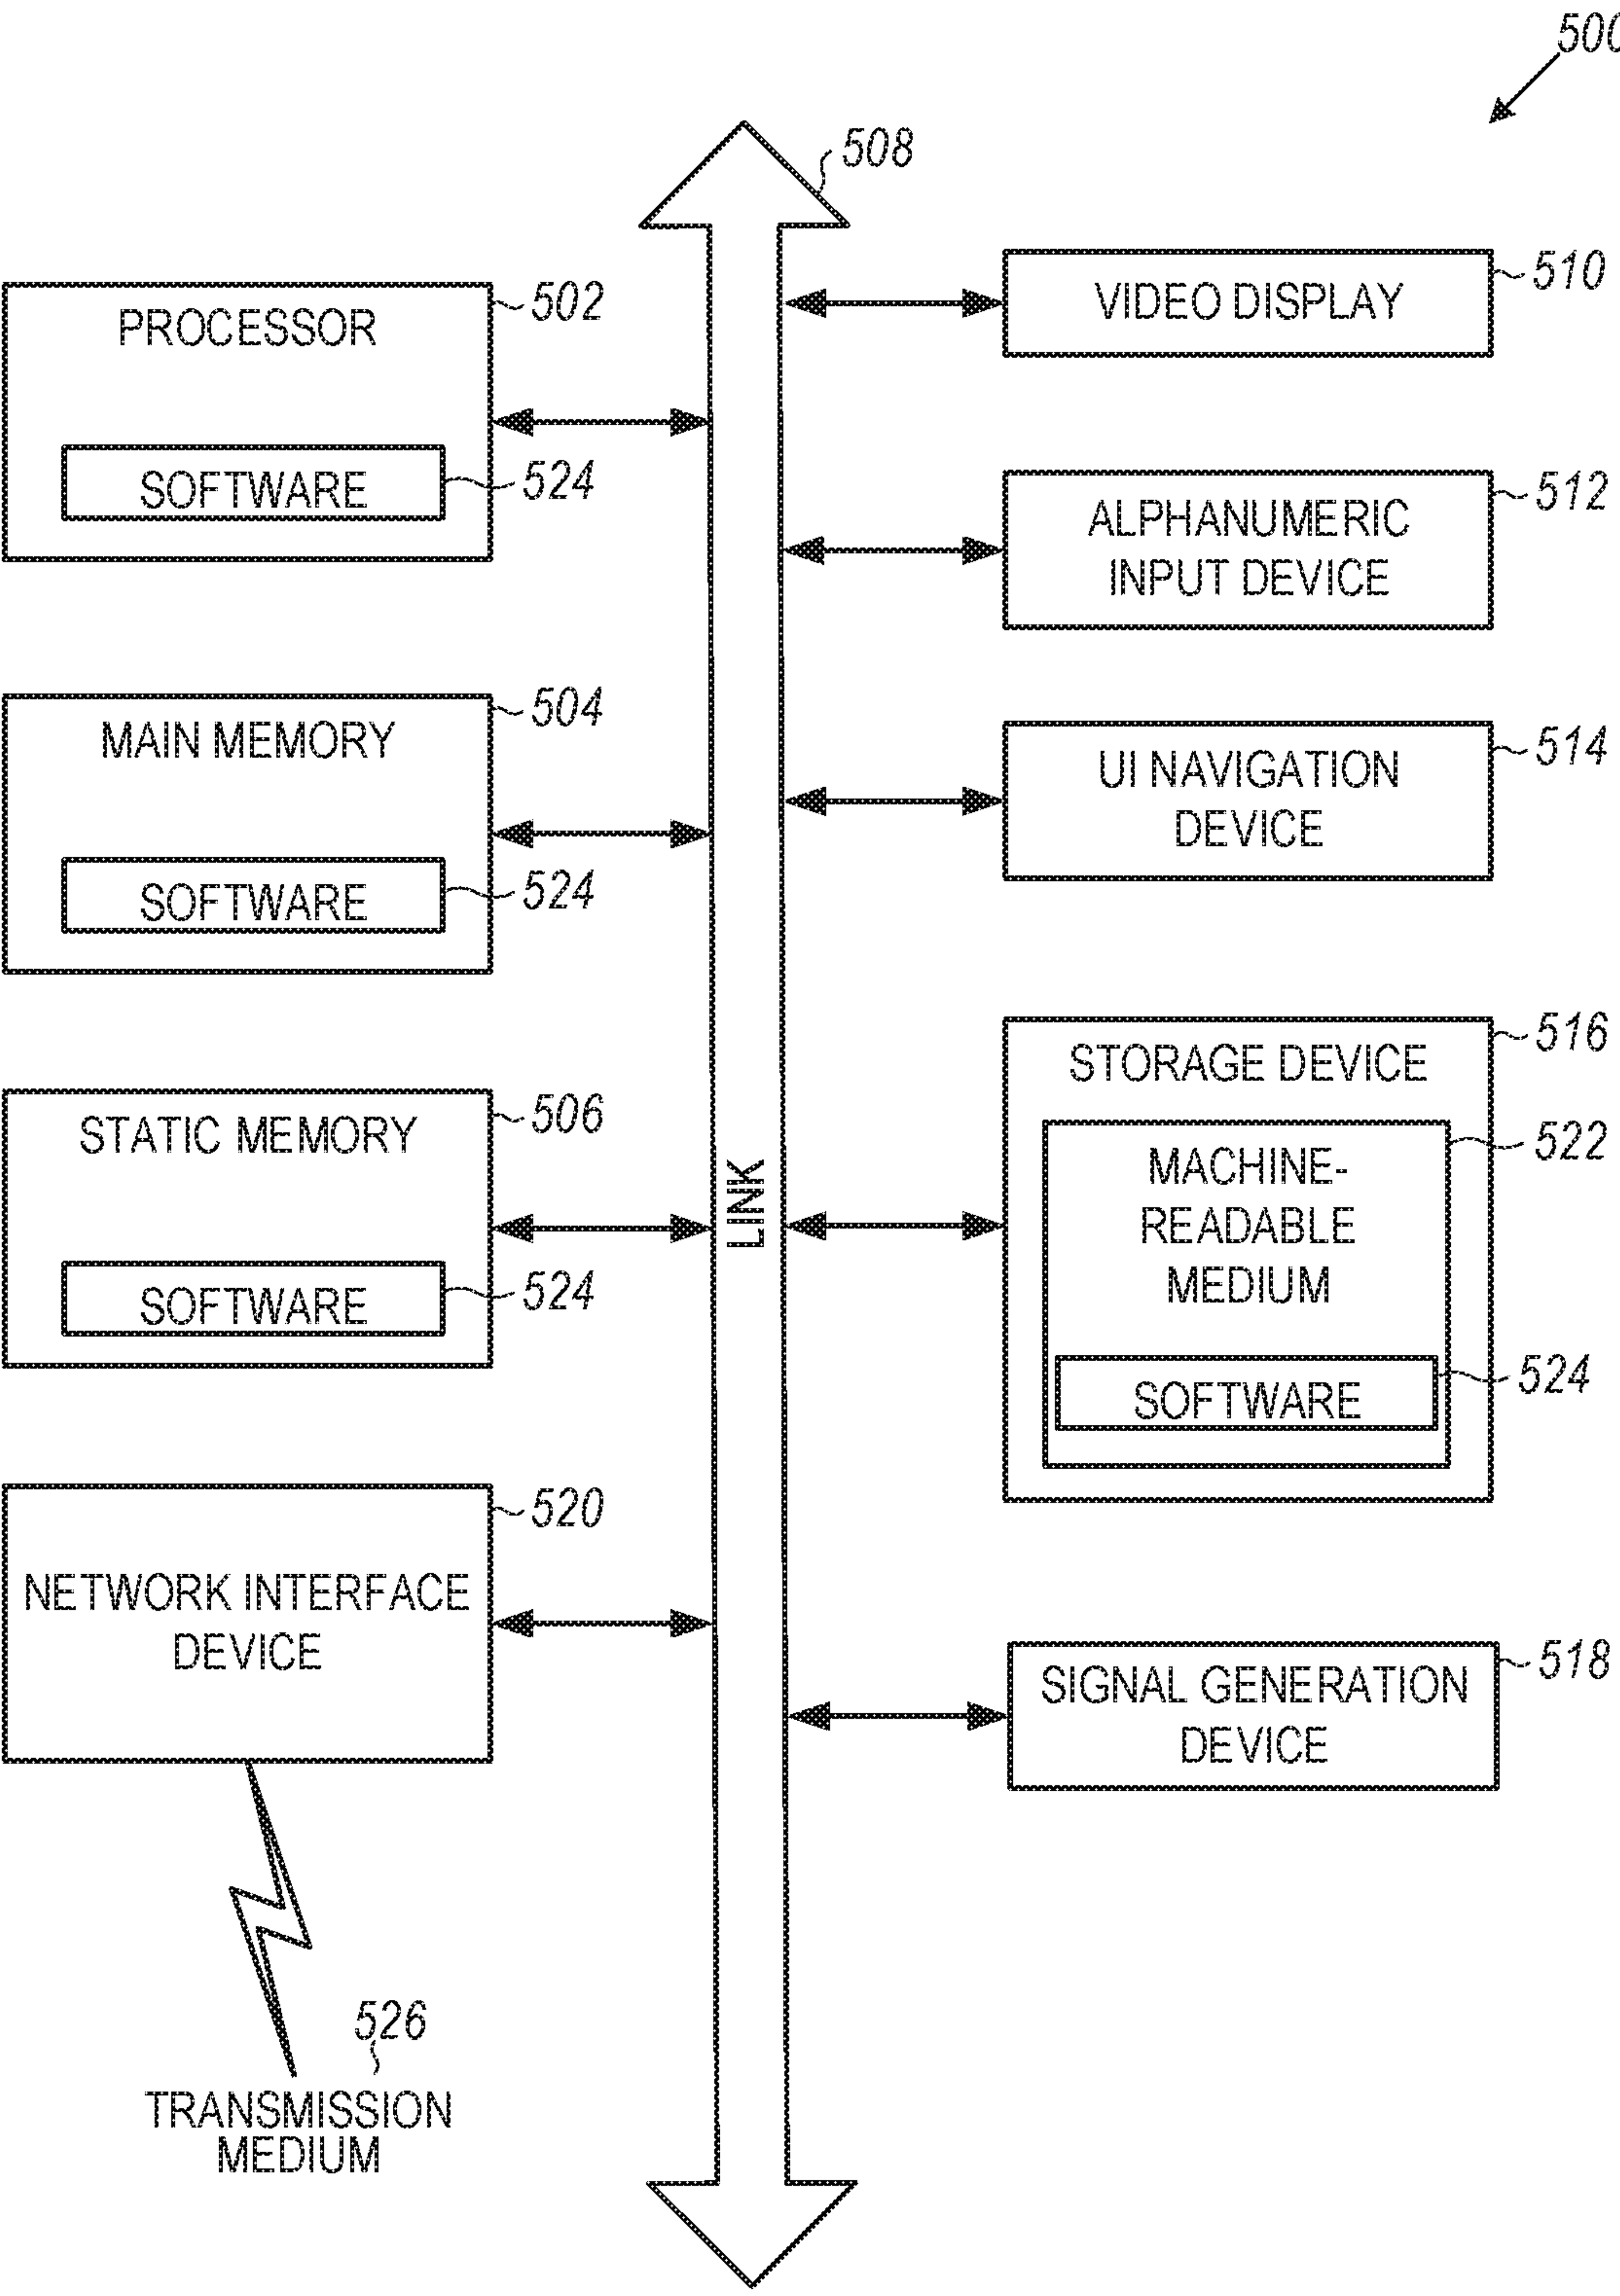 500
508
PROCESSOR
502
SOFTWARE
524
MAIN MEMORY
504
SOFTWARE
524
STATIC MEMORY
506
SOFTWARE
524
NETWORK INTERFACE
DEVICE
520
526
TRANSMISSION
MEDIUM
LINK
VIDEO DISPLAY
510
ALPHANUMERIC
INPUT DEVICE
512
UI NAVIGATION
DEVICE
514
STORAGE DEVICE
516
MACHINE-
READABLE
MEDIUM
522
SOFTWARE
524
SIGNAL GENERATION
DEVICE
518